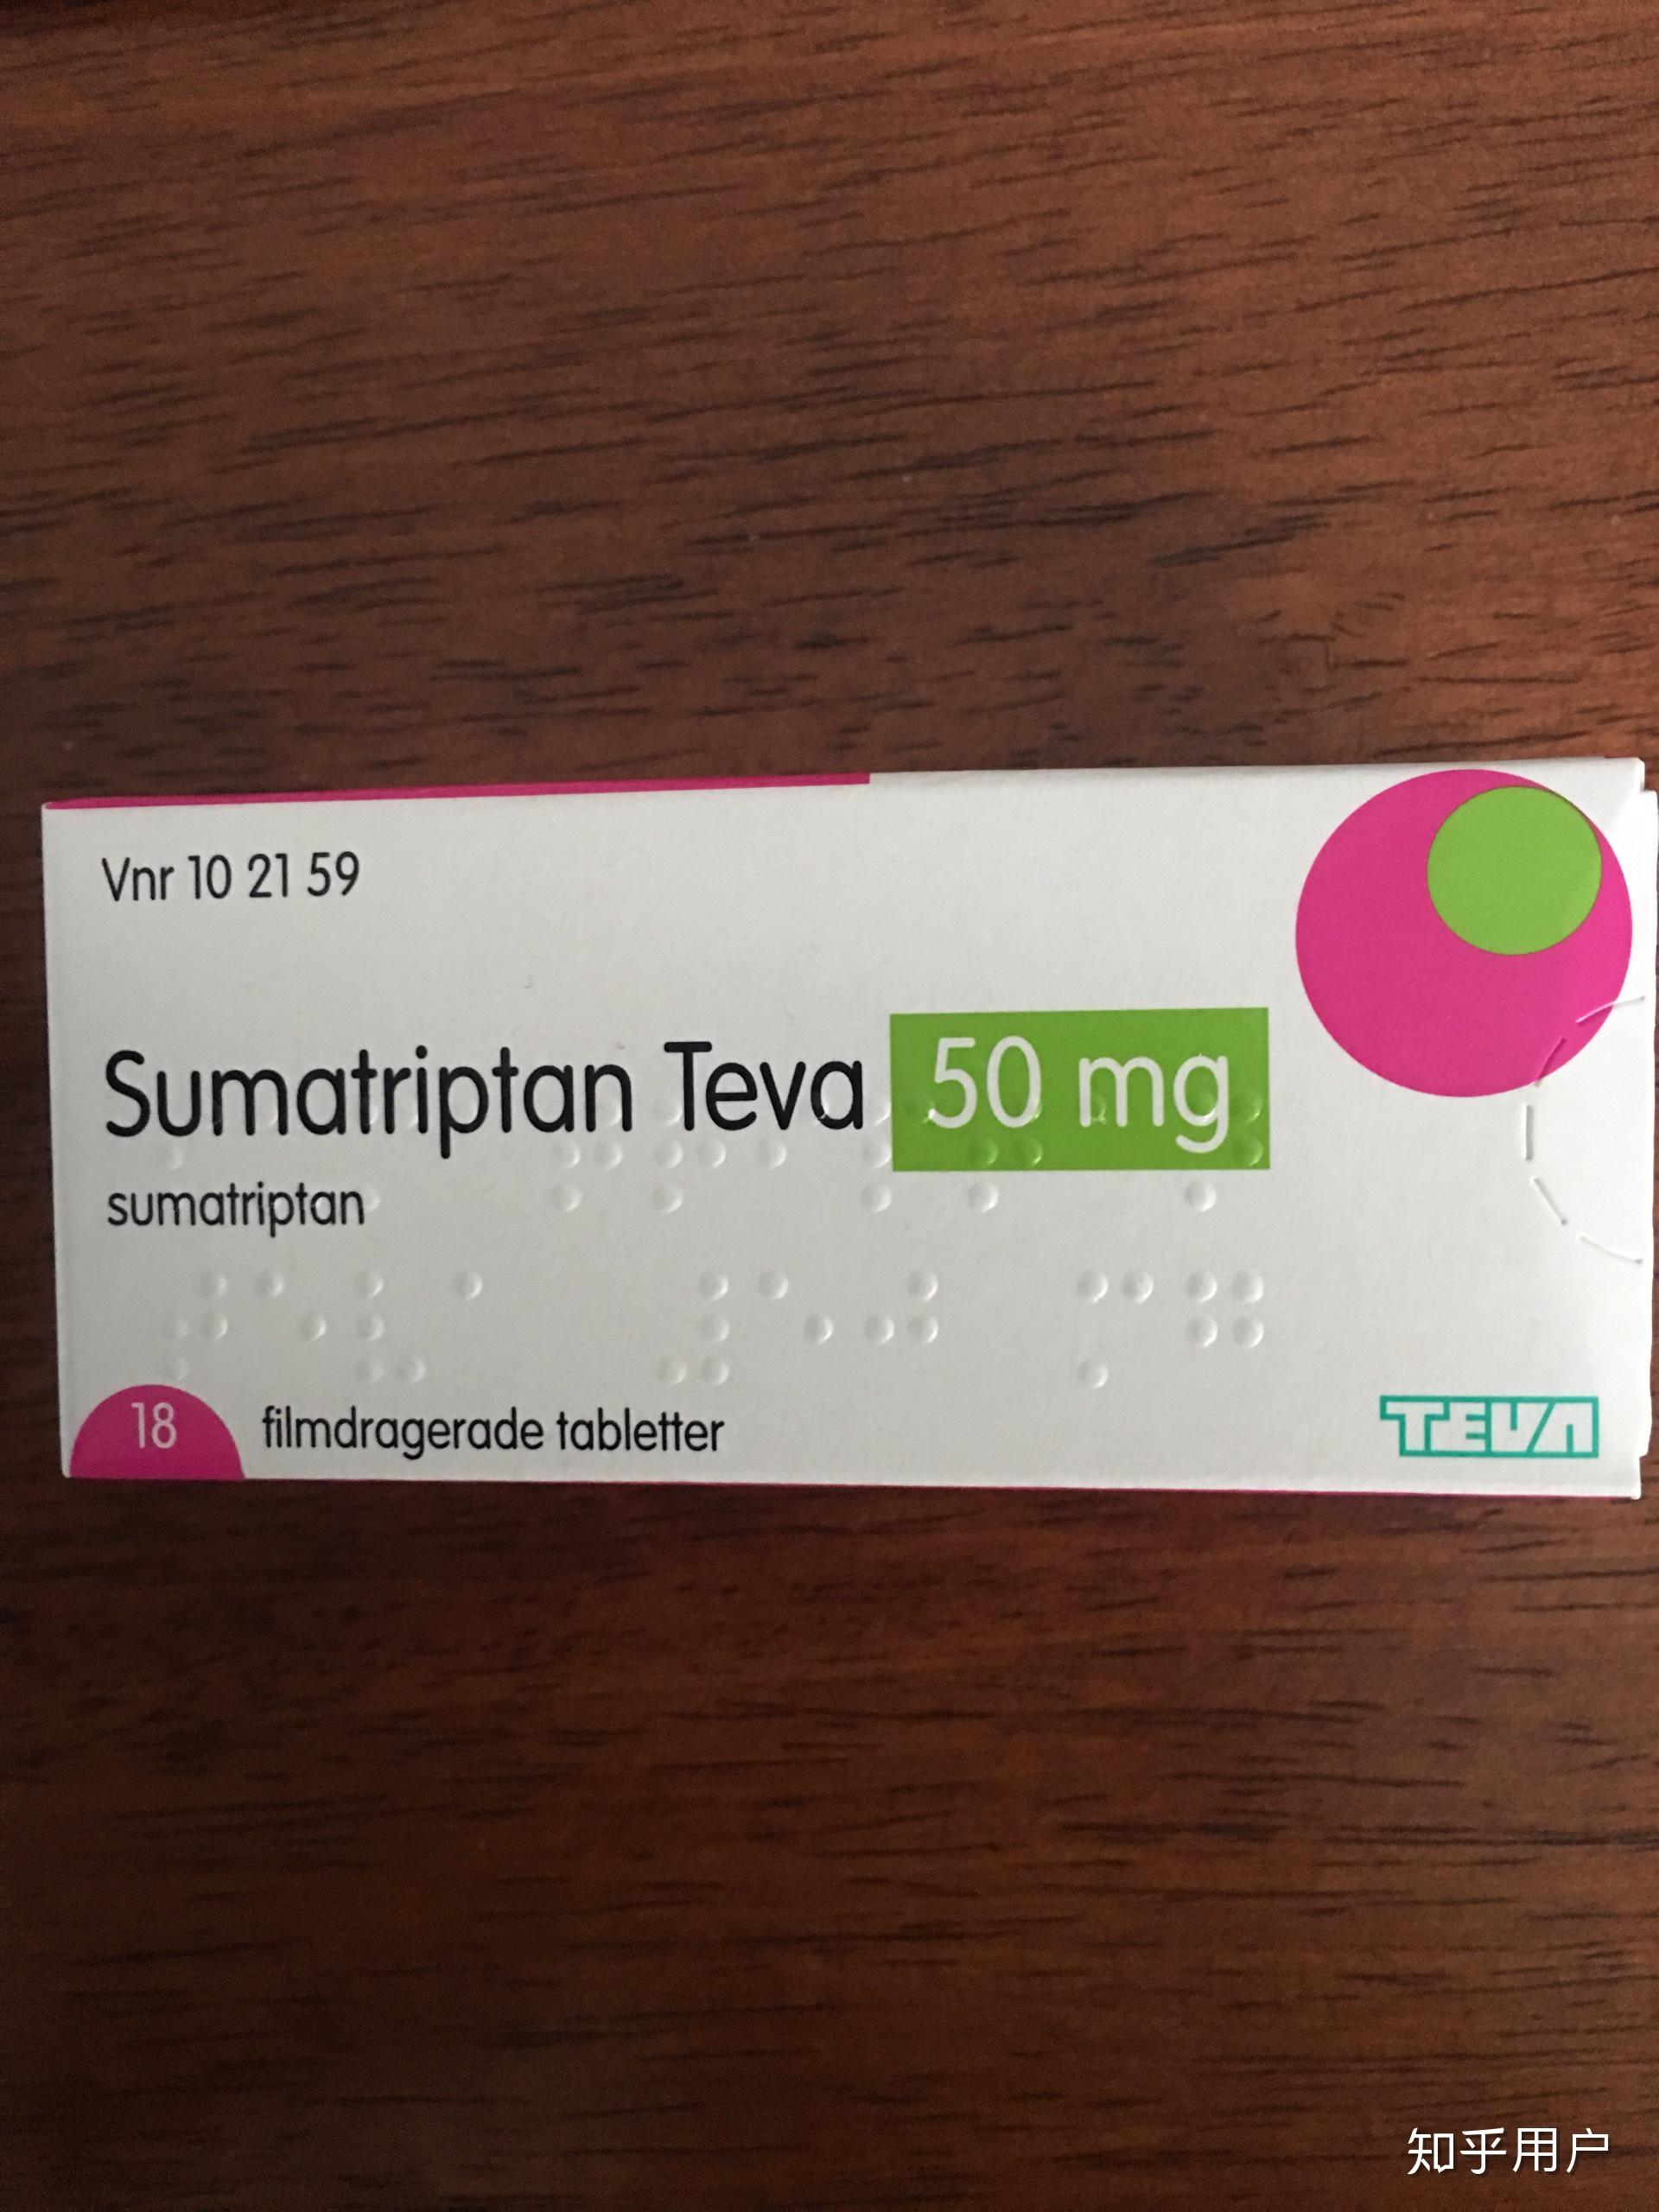 Vnr 10 21 59
Sumatriptan Teva 50 mg
sumatriptan
18 filmdragerade tabletter
TEVA
知乎用户